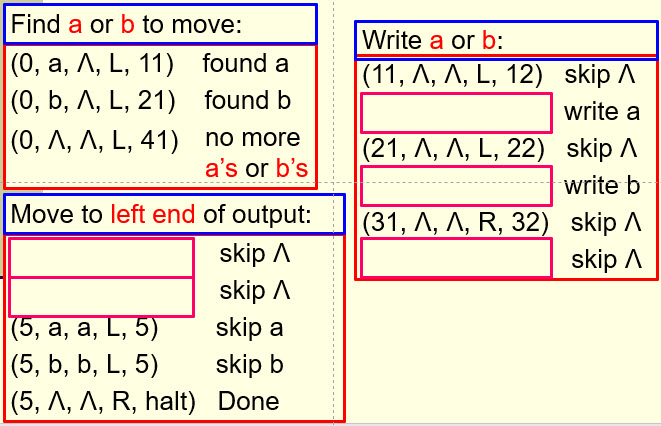 Find a or b to move:
(0, a, Λ, L, 11) found a
(0, b, Λ, L, 21) found b
(0, Λ, Λ, L, 41) no more
a's or b's
Move to left end of output:
skip Λ
skip Λ
(5, a, a, L, 5) skip a
(5, b, b, L, 5) skip b
(5, Λ, Λ, R, halt) Done
Write a or b:
(11, Λ, Λ, L, 12) skip Λ
write a
(21, Λ, Λ, L, 22) skip Λ
write b
(31, Λ, Λ, R, 32) skip Λ
skip Λ